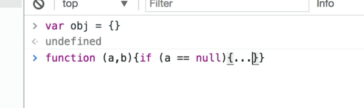 top ▼ Filter Info
> var obj = {}
< undefined
> function (a,b){if (a == null){...}}